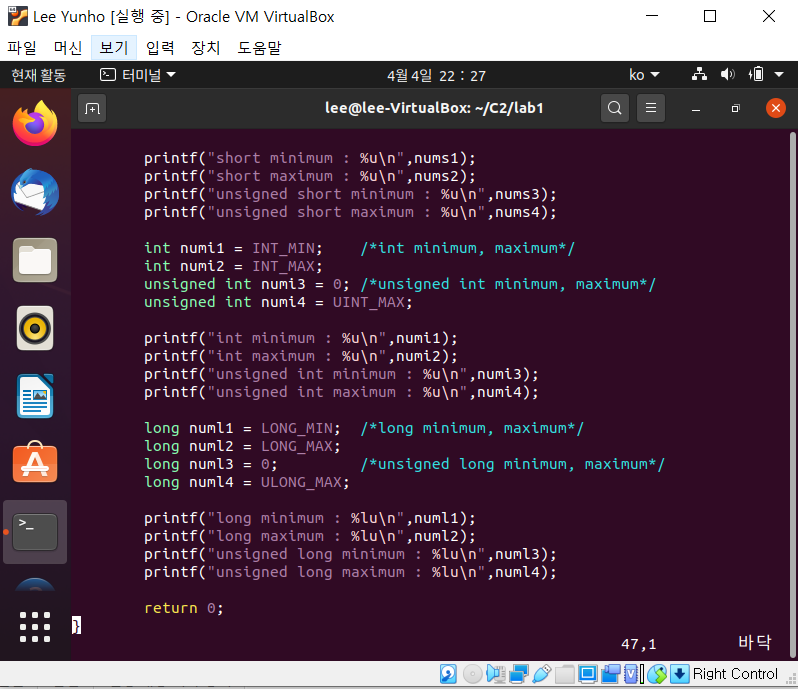 Lee Yunho [실행 중] - Oracle VM VirtualBox
파일 머신 보기 입력 장치 도움말
현재 활동 터미널 4월 4일 22 : 27 ko
lee@lee-VirtualBox: ~/C2/lab1
printf("short minimum : %u\n",nums1);
printf("short maximum : %u\n",nums2);
printf("unsigned short minimum : %u\n",nums3);
printf("unsigned short maximum : %u\n",nums4);
int numi1 = INT_MIN; /*int minimum, maximum*/
int numi2 = INT_MAX;
unsigned int numi3 = 0; /*unsigned int minimum, maximum*/
unsigned int numi4 = UINT_MAX;
printf("int minimum : %u\n",numi1);
printf("int maximum : %u\n",numi2);
printf("unsigned int minimum : %u\n",numi3);
printf("unsigned int maximum : %u\n",numi4);
long numl1 = LONG_MIN; /*long minimum, maximum*/
long numl2 = LONG_MAX;
long numl3 = 0; /*unsigned long minimum, maximum*/
long numl4 = ULONG_MAX;
printf("long minimum : %lu\n",numl1);
printf("long maximum : %lu\n",numl2);
printf("unsigned long minimum : %lu\n",numl3);
printf("unsigned long maximum : %lu\n",numl4);
return 0;
}
47,1 바닥
Right Control